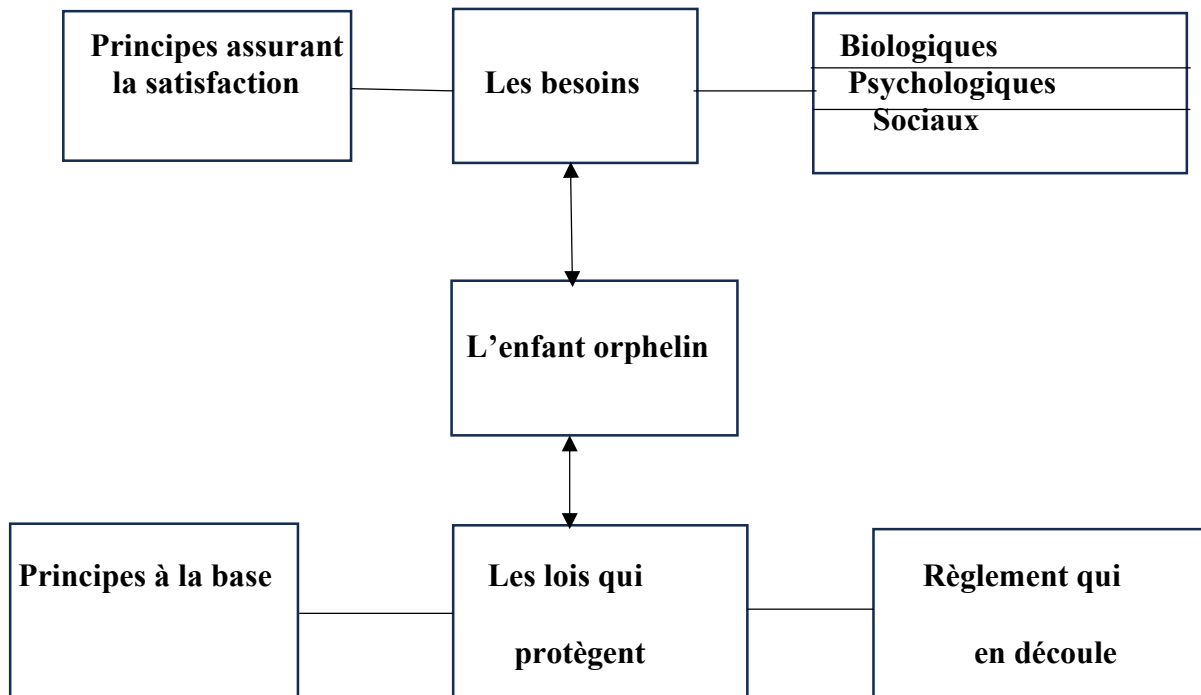 Principes assurant
la satisfaction
Les besoins
Biologiques
Psychologiques
Sociaux
L’enfant orphelin
Principes à la base
Les lois qui
protègent
Règlement qui
en découle